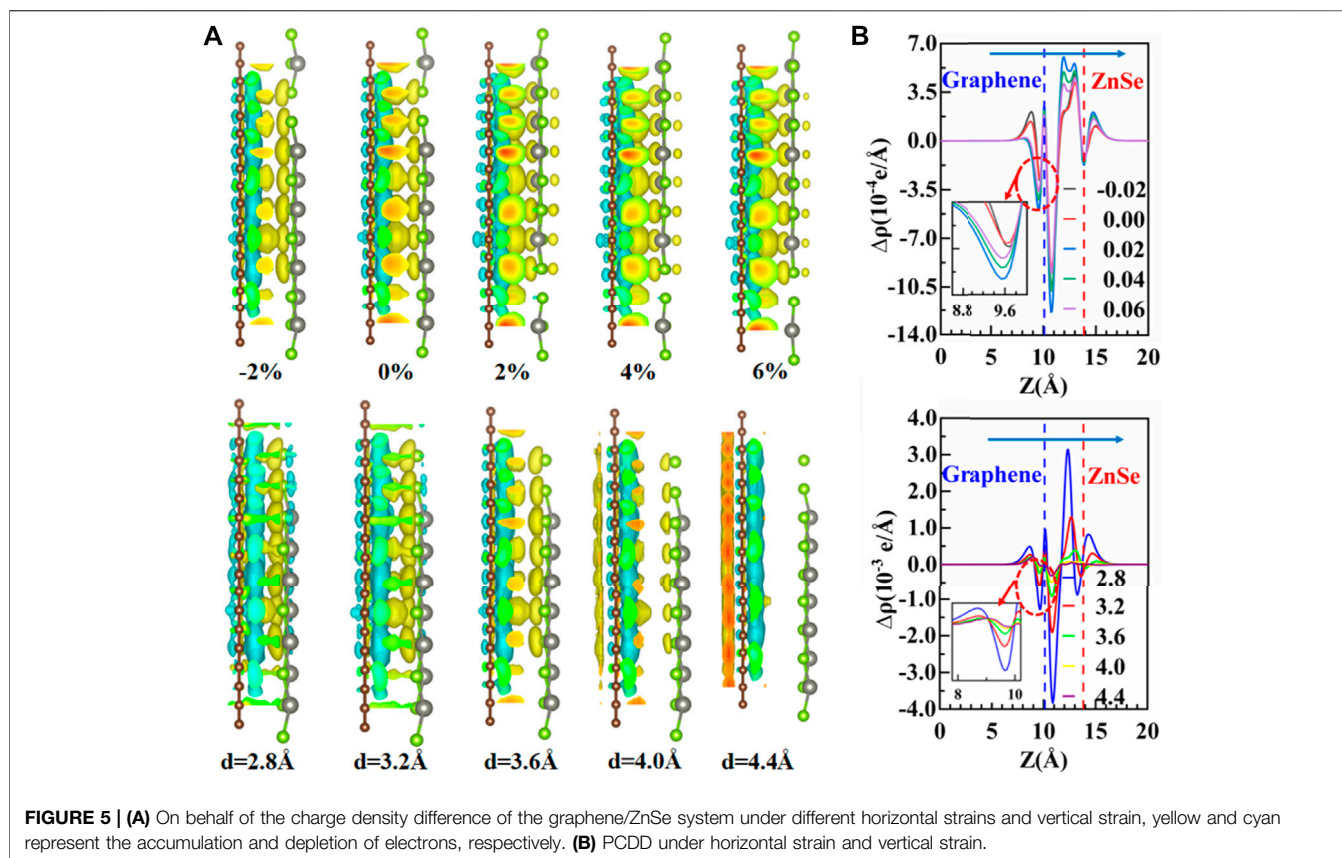 A
-2%
0%
2%
4%
6%
d=2.8Å
d=3.2Å
d=3.6Å
d=4.0Å
d=4.4Å
B
7.0
3.5
0.0
-3.5
-7.0
-10.5
-14.0
Δρ(10⁻⁴e/Å)
Graphene
ZnSe
-0.02
0.00
0.02
0.04
0.06
8.8
9.6
0
5
10
15
20
Z(Å)
4.0
3.0
2.0
1.0
0.0
-1.0
-2.0
-3.0
-4.0
Δρ(10⁻³ e/Å)
Graphene
ZnSe
2.8
3.2
3.6
4.0
4.4
8
10
0
5
10
15
20
Z(Å)
FIGURE 5 | (A) On behalf of the charge density difference of the graphene/ZnSe system under different horizontal strains and vertical strain, yellow and cyan
represent the accumulation and depletion of electrons, respectively. (B) PCDD under horizontal strain and vertical strain.